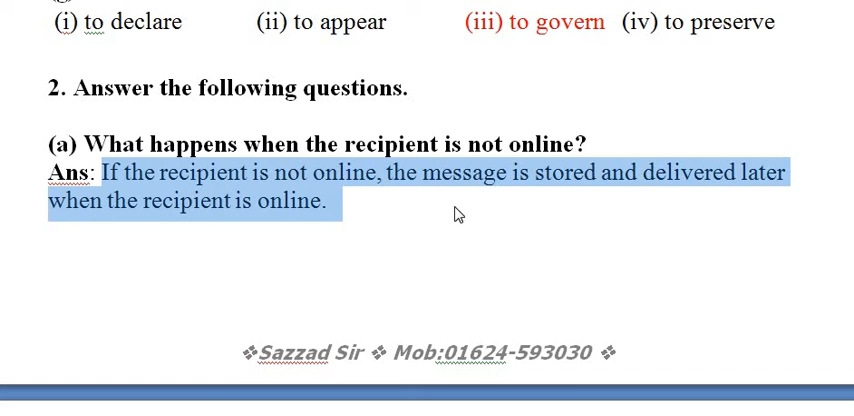 (i) to declare (ii) to appear (iii) to govern (iv) to preserve
2. Answer the following questions.
(a) What happens when the recipient is not online?
Ans: If the recipient is not online, the message is stored and delivered later
when the recipient is online.
❖Sazzad Sir ❖ Mob:01624-593030 ❖